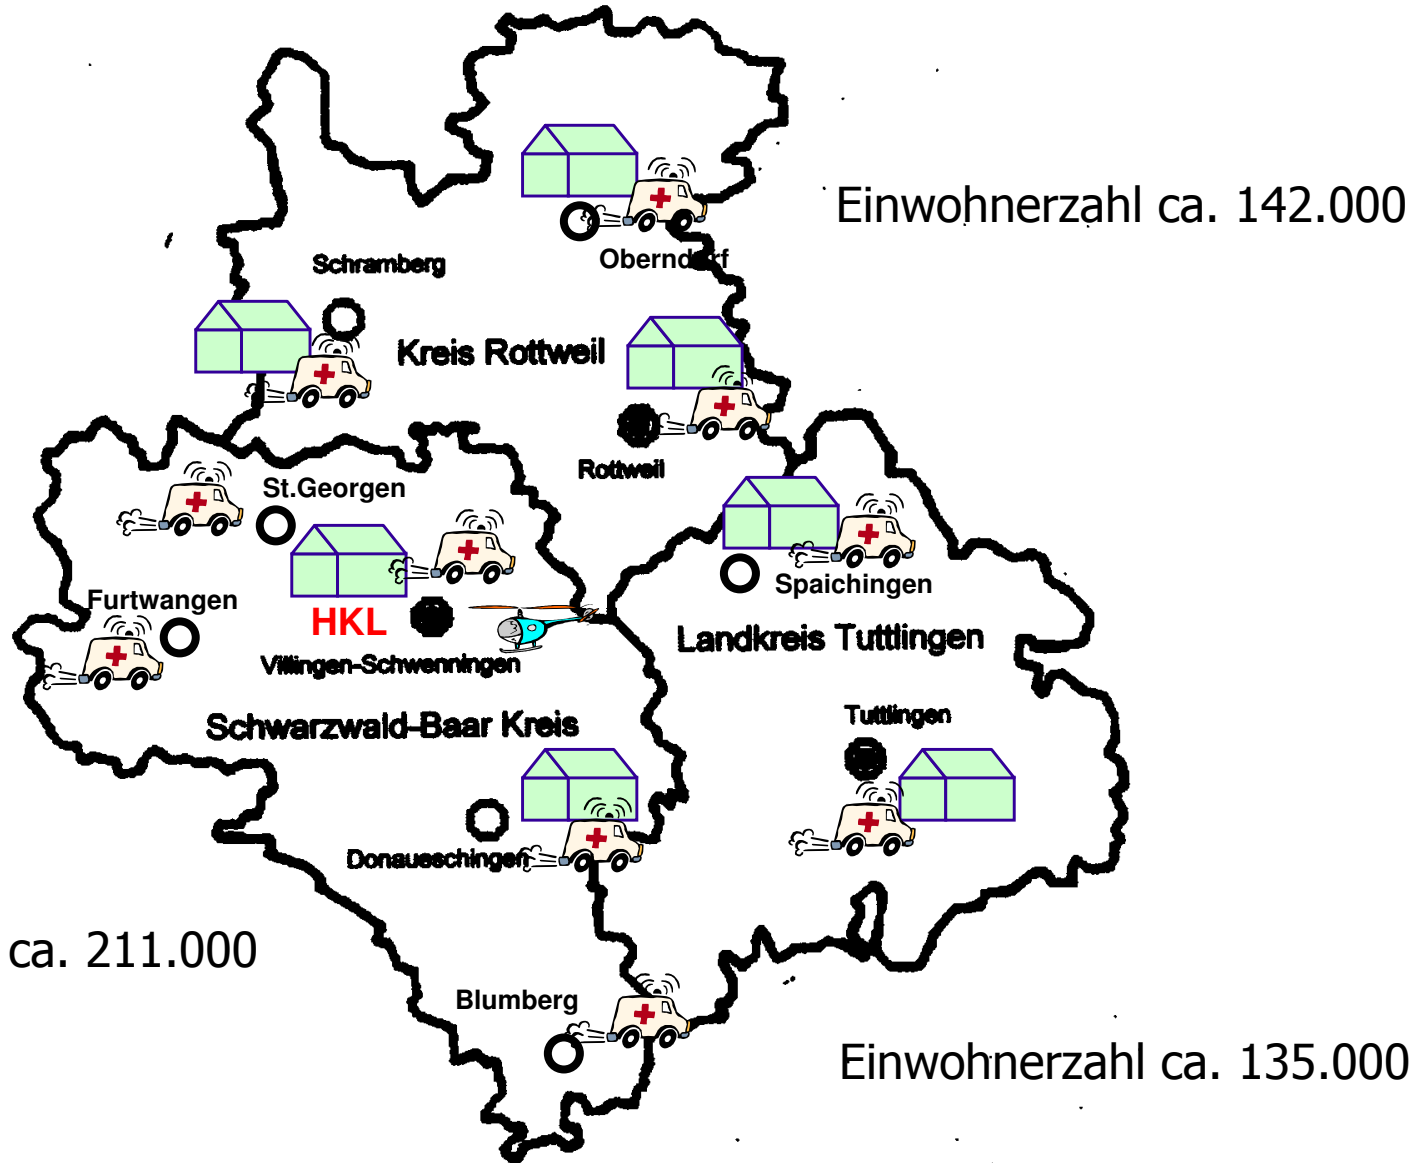 Einwohnerzahl ca. 142.000
Oberndorf
Schramberg
Kreis Rottweil
Rottweil
St.Georgen
Spaichingen
Furtwangen
HKL
Villingen-Schwenningen
Landkreis Tuttlingen
Schwarzwald-Baar Kreis
Tuttlingen
Donaueschingen
ca. 211.000
Blumberg
Einwohnerzahl ca. 135.000